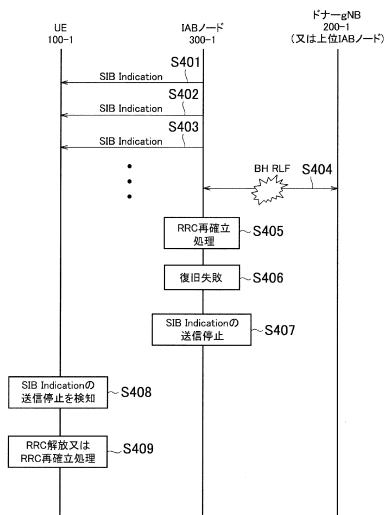 UE
100-1
IABノード
300-1
ドナーgNB
200-1
(又は上位IABノード)
S401
SIB Indication
S402
SIB Indication
S403
SIB Indication
BH RLF
S404
RRC再確立
処理
S405
復旧失敗
S406
SIB Indicationの
送信停止
S407
SIB Indicationの
送信停止を検知
S408
RRC解放又は
RRC再確立処理
S409